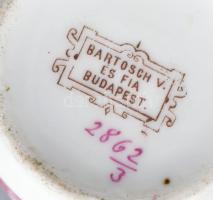 BARTOSCH V.
ÉS FIA
BUDAPEST.
2862
/3